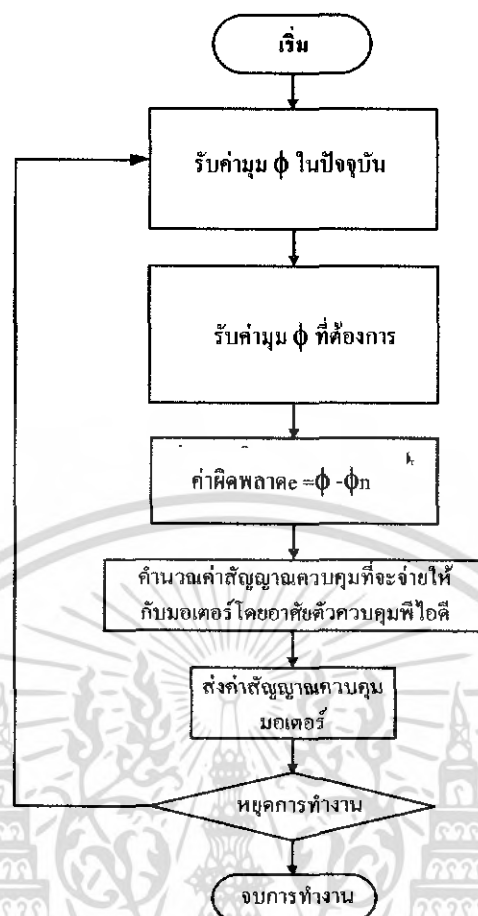 เริ่ม
รับค่ามุม ϕ ในปัจจุบัน
รับค่ามุม ϕ ที่ต้องการ
ค่าผิดพลาดe =ϕ -ϕn
คำนวณค่าสัญญาณควบคุมที่จะจ่ายให้
กับมอเตอร์โดยอาศัยตัวควบคุมพีไอดี
ส่งค่าสัญญาณควบคุม
มอเตอร์
หยุดการทำงาน
จบการทำงาน